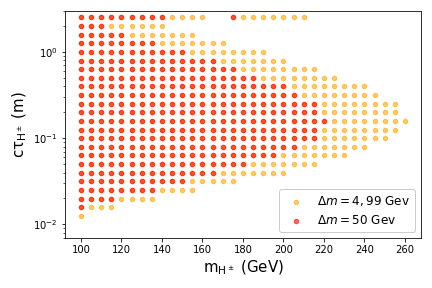 cτ_H± (m)
10⁰
10⁻¹
10⁻²
Δm = 4, 99 Gev
Δm = 50 Gev
100 120 140 160 180 200 220 240 260
m_H± (GeV)